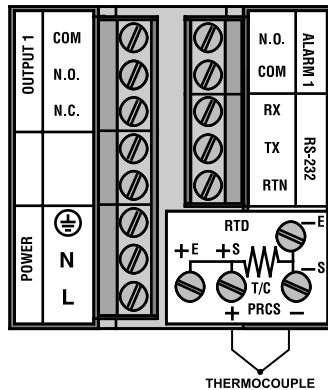 OUTPUT 1
COM
N.O.
N.C.
POWER
N
L
N.O.
COM
ALARM 1
RX
TX
RTN
RS-232
RTD
–E
+E
+S
–S
T/C
+ PRCS –
THERMOCOUPLE